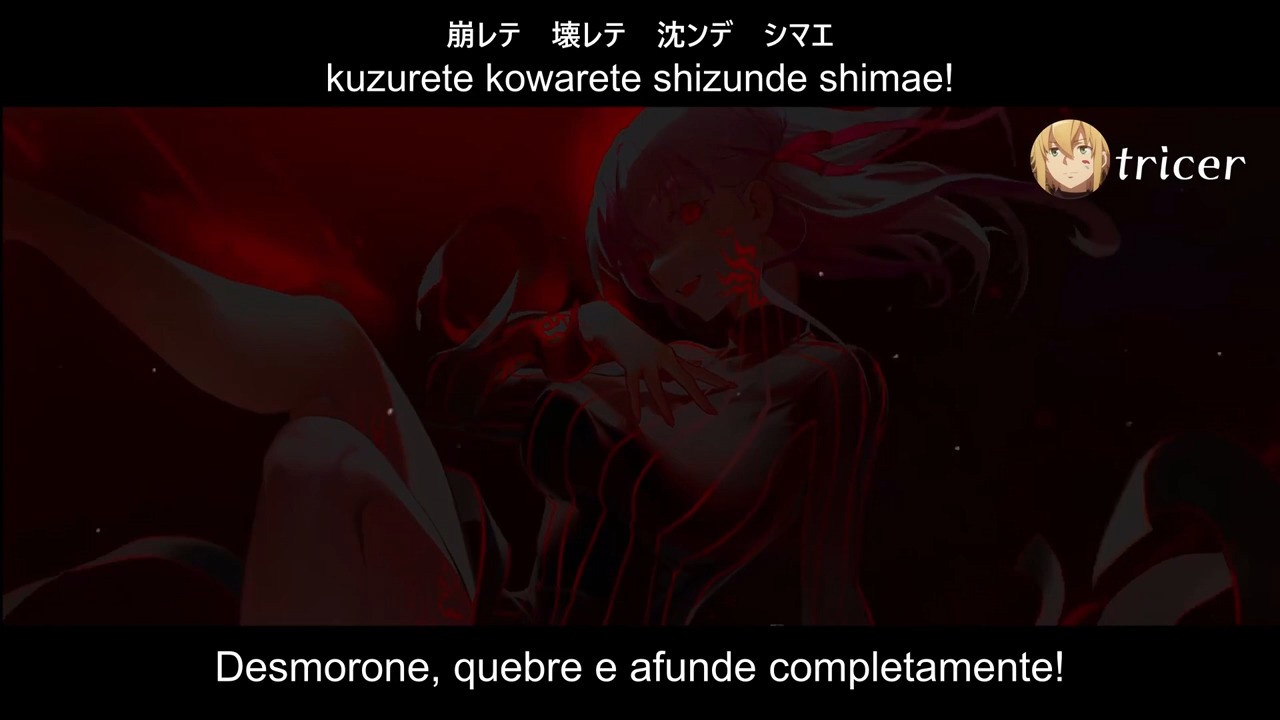 崩レテ　壊レテ　沈ンデ　シマエ
kuzurete kowarete shizunde shimae!
tricer
Desmorone, quebre e afunde completamente!